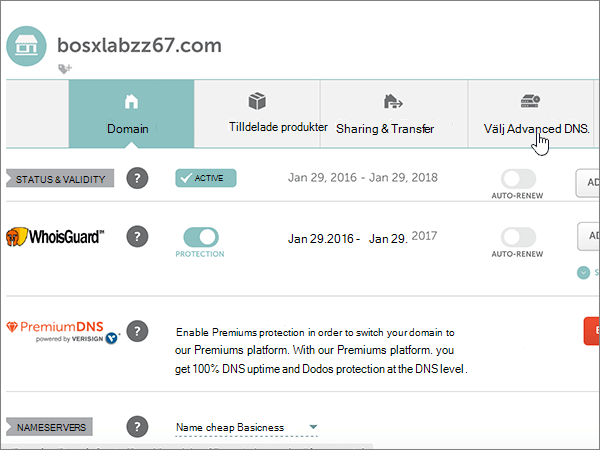 bosxlabzz67.com
Domain
Tilldelade produkter
Sharing & Transfer
Välj Advanced DNS.
STATUS & VALIDITY
?
ACTIVE
Jan 29, 2016 - Jan 29, 2018
AUTO-RENEW
AD
WhoisGuard™
?
PROTECTION
Jan 29.2016 - Jan 29. 2017
AUTO-RENEW
AD
S
PremiumDNS
powered by VERISIGN
?
Enable Premiums protection in order to switch your domain to
our Premiums platform. With our Premiums platform. you
get 100% DNS uptime and Dodos protection at the DNS level.
E
NAMESERVERS
?
Name cheap Basicness